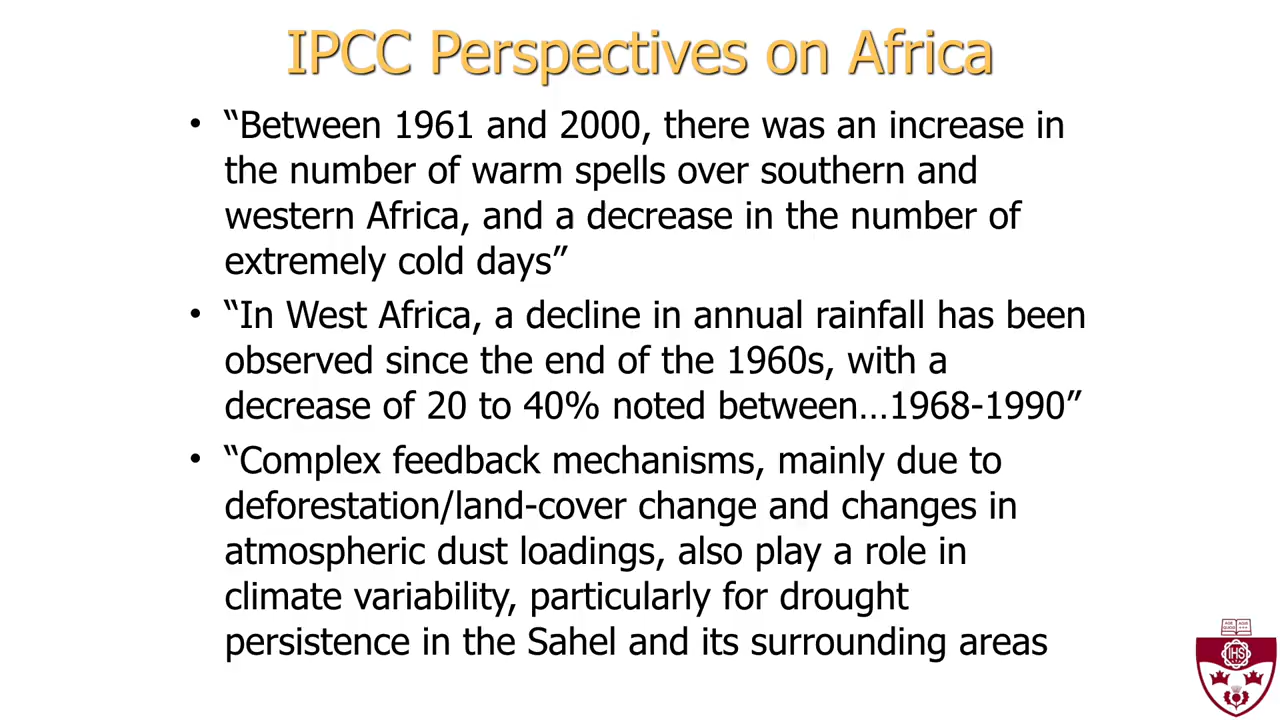 IPCC Perspectives on Africa
• “Between 1961 and 2000, there was an increase in
the number of warm spells over southern and
western Africa, and a decrease in the number of
extremely cold days”
• “In West Africa, a decline in annual rainfall has been
observed since the end of the 1960s, with a
decrease of 20 to 40% noted between…1968-1990”
• “Complex feedback mechanisms, mainly due to
deforestation/land-cover change and changes in
atmospheric dust loadings, also play a role in
climate variability, particularly for drought
persistence in the Sahel and its surrounding areas
IHS